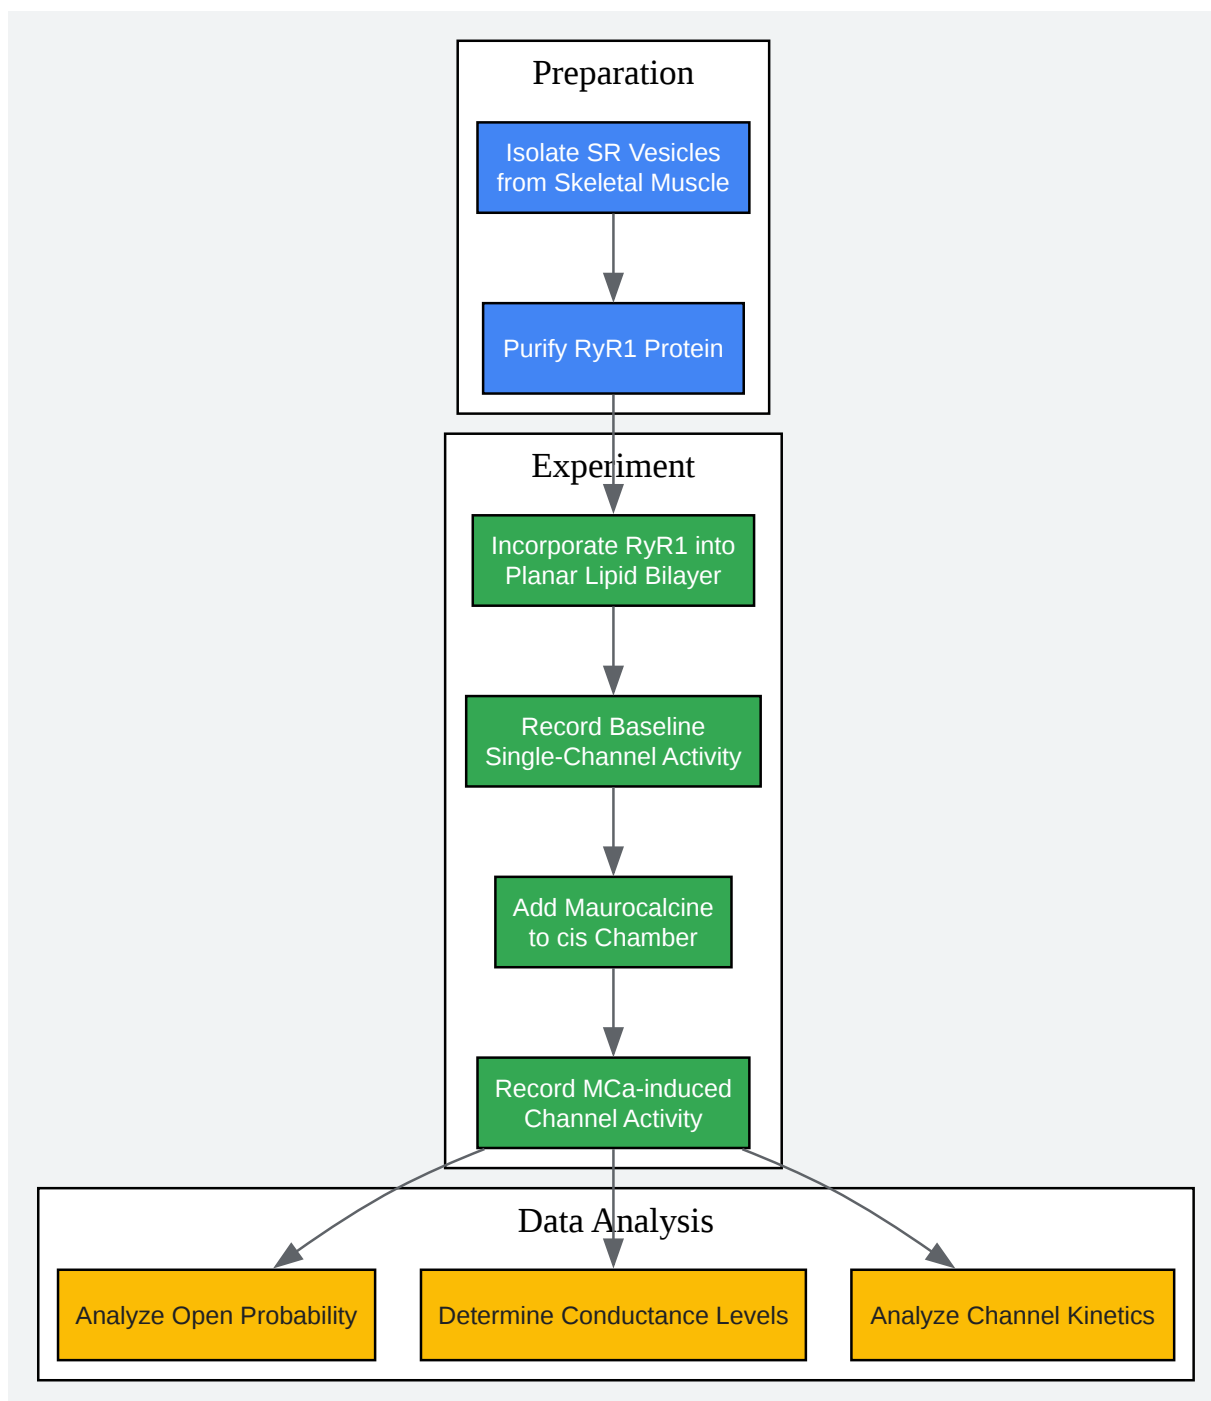 Preparation
Isolate SR Vesicles
from Skeletal Muscle
Purify RyR1 Protein
Experiment
Incorporate RyR1 into
Planar Lipid Bilayer
Record Baseline
Single-Channel Activity
Add Maurocalcine
to cis Chamber
Record MCa-induced
Channel Activity
Data Analysis
Analyze Open Probability
Determine Conductance Levels
Analyze Channel Kinetics